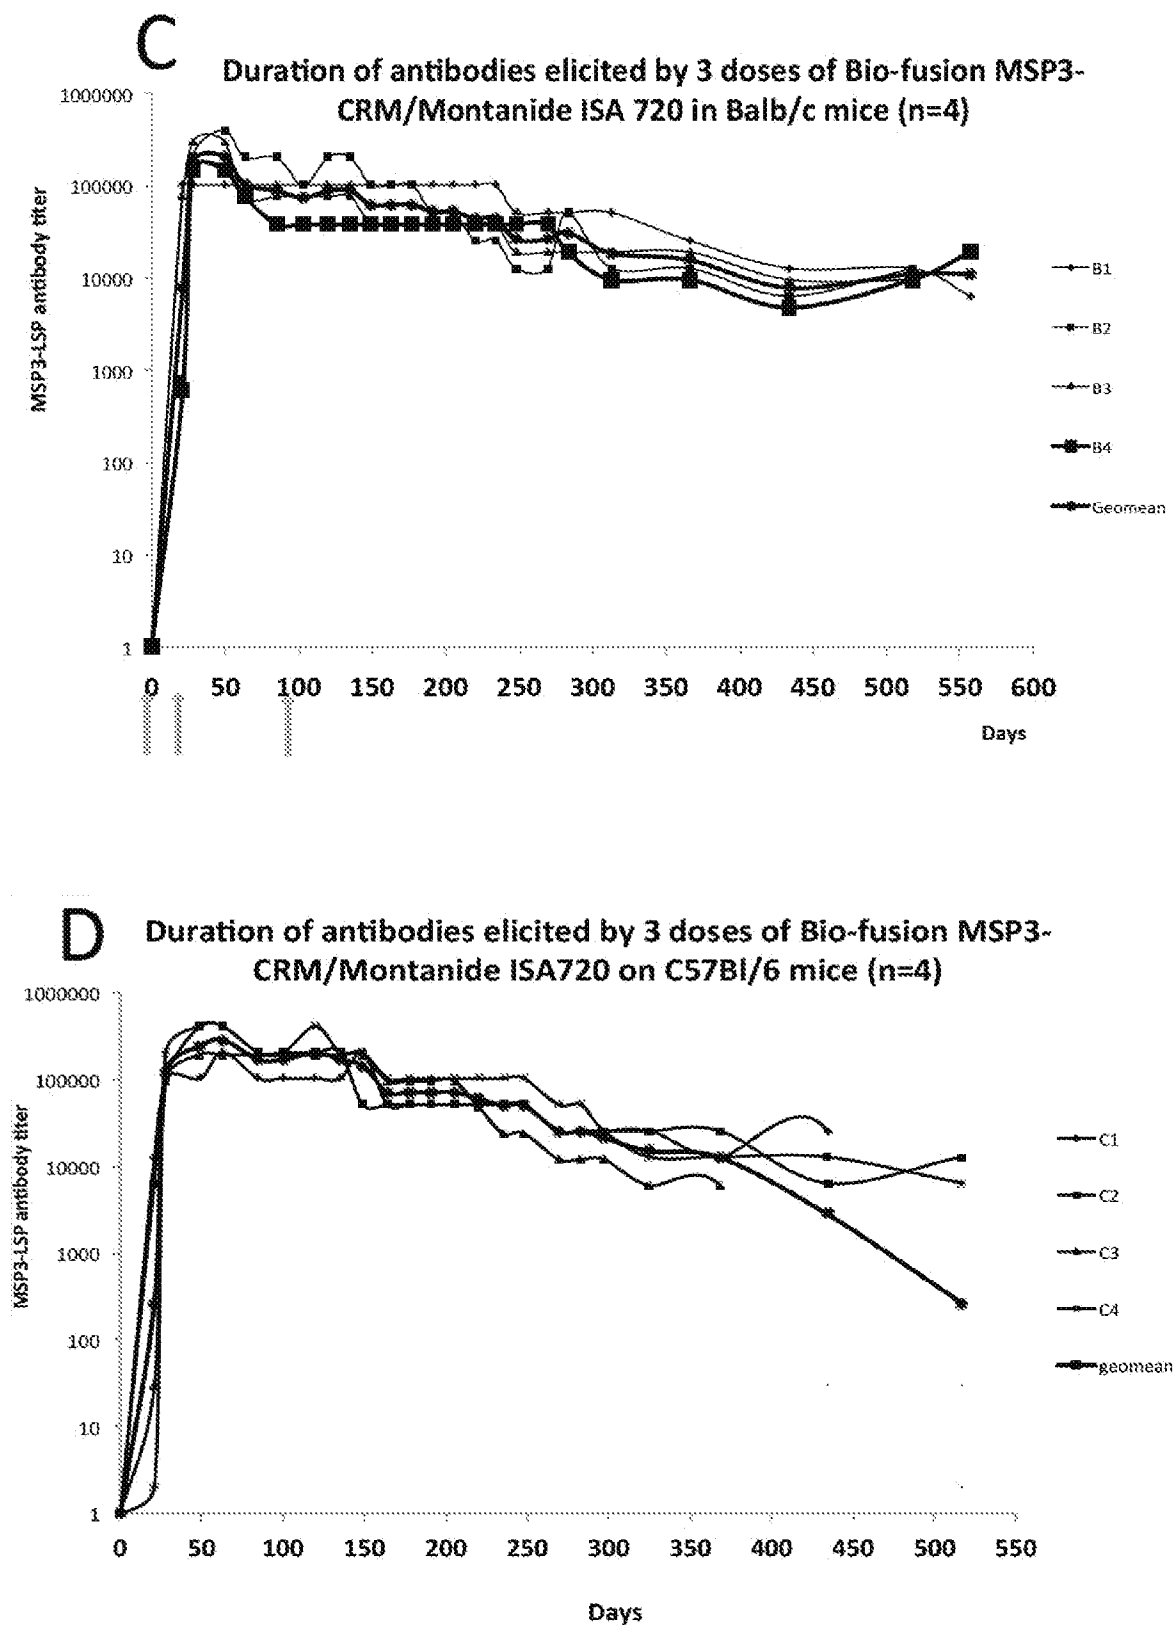 C
Duration of antibodies elicited by 3 doses of Bio-fusion MSP3-
CRM/Montanide ISA 720 in Balb/c mice (n=4)
MSP3-LSP antibody titer
1000000
100000
10000
1000
100
10
1
0 50 100 150 200 250 300 350 400 450 500 550 600
Days
B1
B2
B3
B4
Geomean
D
Duration of antibodies elicited by 3 doses of Bio-fusion MSP3-
CRM/Montanide ISA720 on C57Bl/6 mice (n=4)
MSP3-LSP antibody titer
1000000
100000
10000
1000
100
10
1
0 50 100 150 200 250 300 350 400 450 500 550
Days
C1
C2
C3
C4
geomean